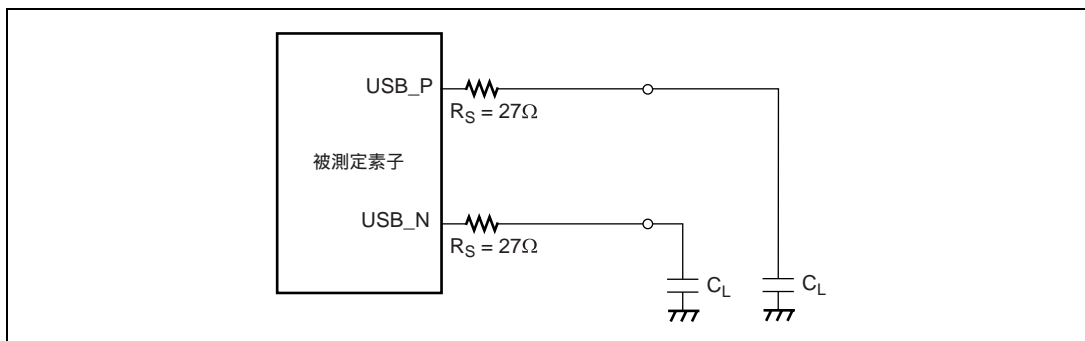 USB_P
RS = 27Ω
被測定素子
USB_N
RS = 27Ω
CL
CL